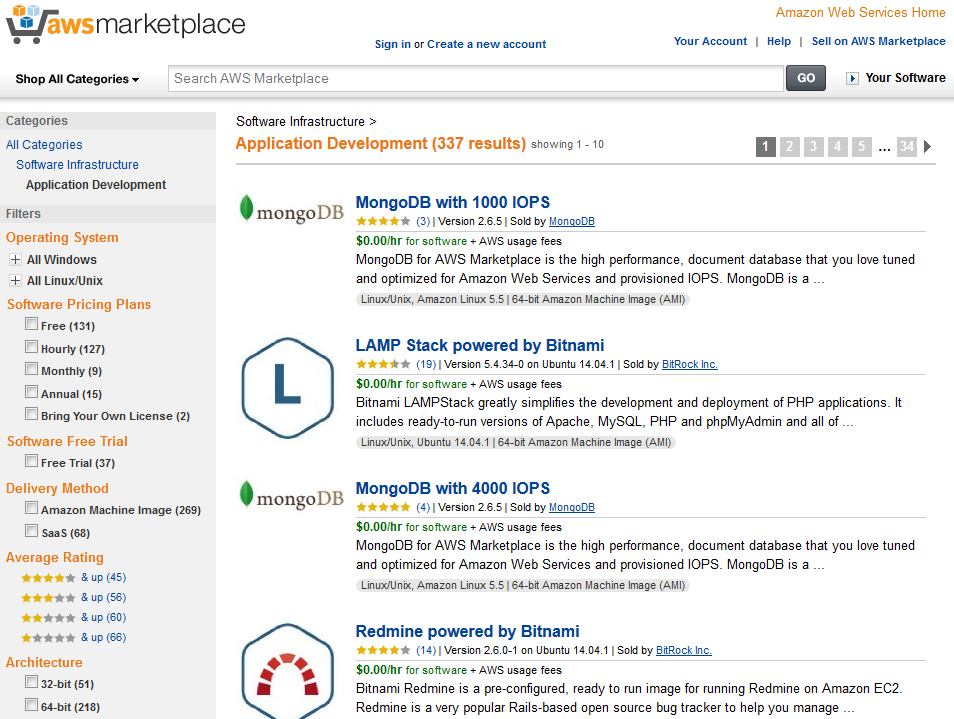 awsmarketplace
Amazon Web Services Home
Sign in or Create a new account
Your Account | Help | Sell on AWS Marketplace
Shop All Categories
Search AWS Marketplace
GO
Your Software
Categories
All Categories
Software Infrastructure
Application Development
Filters
Operating System
All Windows
All Linux/Unix
Software Pricing Plans
Free (131)
Hourly (127)
Monthly (9)
Annual (15)
Bring Your Own License (2)
Software Free Trial
Free Trial (37)
Delivery Method
Amazon Machine Image (269)
SaaS (68)
Average Rating
& up (45)
& up (56)
& up (60)
& up (66)
Architecture
32-bit (51)
64-bit (218)
Software Infrastructure >
Application Development (337 results) showing 1 - 10
1 2 3 4 5 ... 34
mongoDB
MongoDB with 1000 IOPS
(3) | Version 2.6.5 | Sold by MongoDB
$0.00/hr for software + AWS usage fees
MongoDB for AWS Marketplace is the high performance, document database that you love tuned
and optimized for Amazon Web Services and provisioned IOPS. MongoDB is a ...
Linux/Unix, Amazon Linux 5.5 | 64-bit Amazon Machine Image (AMI)
L
LAMP Stack powered by Bitnami
(19) | Version 5.4.34-0 on Ubuntu 14.04.1 | Sold by BitRock Inc.
$0.00/hr for software + AWS usage fees
Bitnami LAMPStack greatly simplifies the development and deployment of PHP applications. It
includes ready-to-run versions of Apache, MySQL, PHP and phpMyAdmin and all of ...
Linux/Unix, Ubuntu 14.04.1 | 64-bit Amazon Machine Image (AMI)
mongoDB
MongoDB with 4000 IOPS
(4) | Version 2.6.5 | Sold by MongoDB
$0.00/hr for software + AWS usage fees
MongoDB for AWS Marketplace is the high performance, document database that you love tuned
and optimized for Amazon Web Services and provisioned IOPS. MongoDB is a ...
Linux/Unix, Amazon Linux 5.5 | 64-bit Amazon Machine Image (AMI)
Redmine powered by Bitnami
(14) | Version 2.6.0-1 on Ubuntu 14.04.1 | Sold by BitRock Inc.
$0.00/hr for software + AWS usage fees
Bitnami Redmine is a pre-configured, ready to run image for running Redmine on Amazon EC2.
Redmine is a very popular Rails-based open source bug tracker to help you manage ...